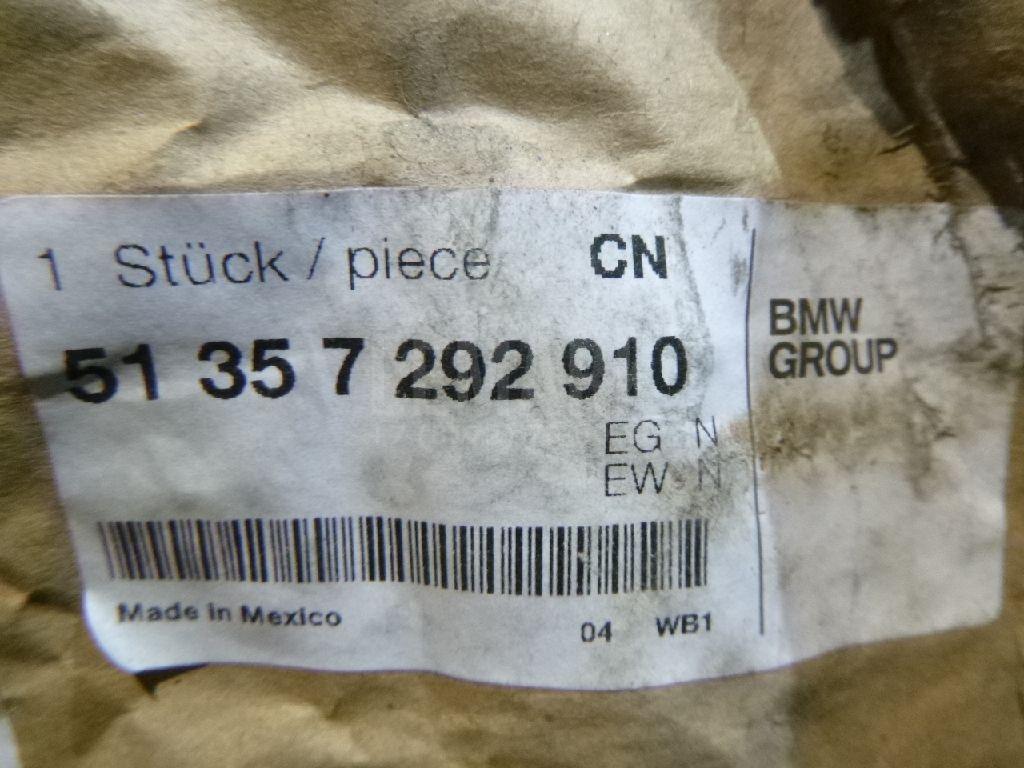 1 Stück / piece CN
51 35 7 292 910
EG N
EW N
Made in Mexico
04 WB1
BMW
GROUP